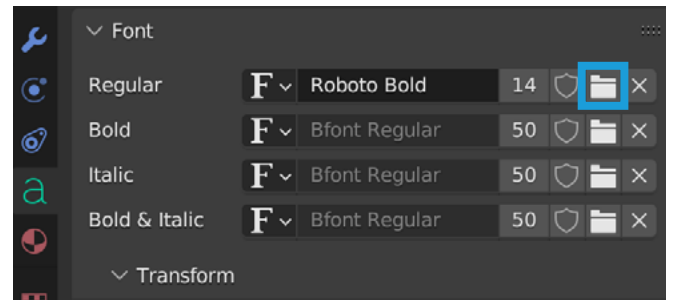 Font
Regular F Roboto Bold 14
Bold F Bfont Regular 50
Italic F Bfont Regular 50
Bold & Italic F Bfont Regular 50
a
Transform